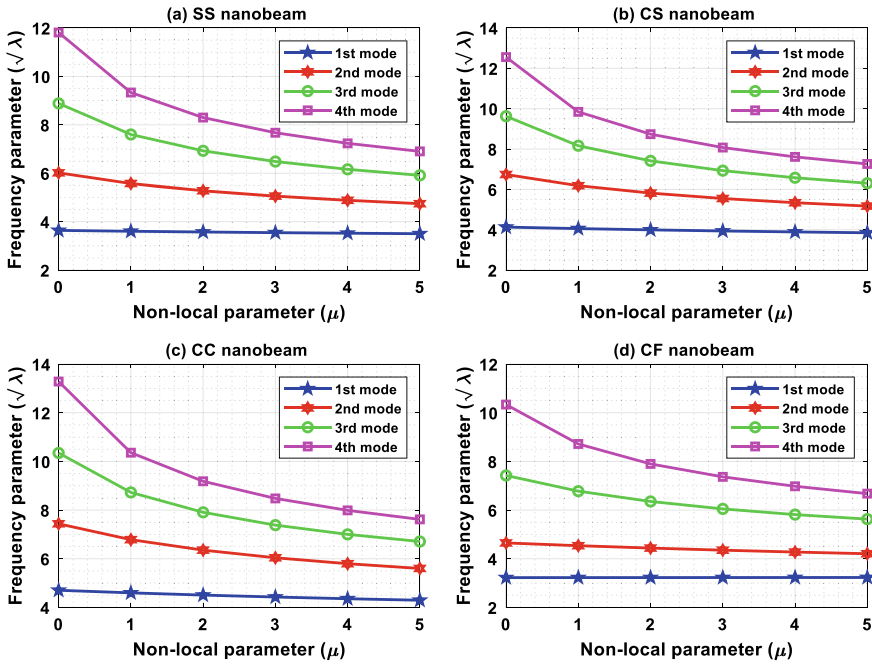 (a) SS nanobeam
Frequency parameter (√ λ)
12
10
8
6
4
2
0 1 2 3 4 5
Non-local parameter (μ)
1st mode
2nd mode
3rd mode
4th mode
(b) CS nanobeam
Frequency parameter (√ λ)
14
12
10
8
6
4
2
0 1 2 3 4 5
Non-local parameter (μ)
1st mode
2nd mode
3rd mode
4th mode
(c) CC nanobeam
Frequency parameter (√ λ)
14
12
10
8
6
4
0 1 2 3 4 5
Non-local parameter (μ)
1st mode
2nd mode
3rd mode
4th mode
(d) CF nanobeam
Frequency parameter (√ λ)
12
10
8
6
4
2
0 1 2 3 4 5
Non-local parameter (μ)
1st mode
2nd mode
3rd mode
4th mode